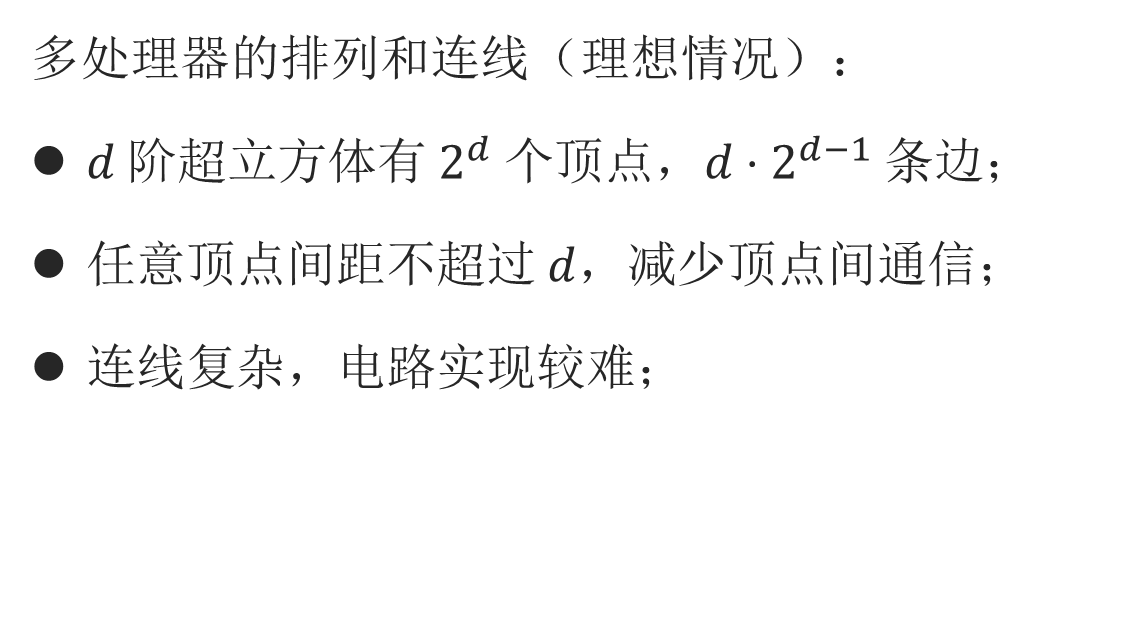 多处理器的排列和连线（理想情况）：
● d 阶超立方体有 2^d 个顶点，d · 2^{d−1} 条边；
● 任意顶点间距不超过 d，减少顶点间通信；
● 连线复杂，电路实现较难；